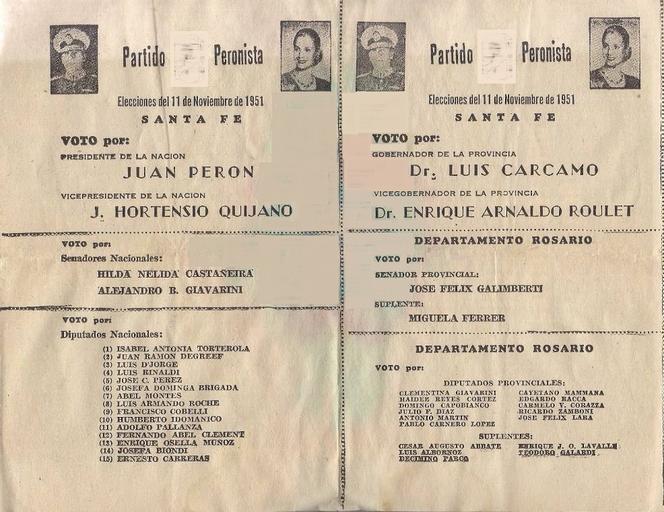 Partido Peronista
Elecciones del 11 de Noviembre de 1951
SANTA FE
VOTO por:
PRESIDENTE DE LA NACION
JUAN PERON
VICEPRESIDENTE DE LA NACION
J. HORTENSIO QUIJANO
VOTO por:
Senadores Nacionales:
HILDA NELIDA CASTAÑEIRA
ALEJANDRO B. GIAVARINI
VOTO por:
Diputados Nacionales:
(1) ISABEL ANTONIA TORTEROLA
(2) JUAN RAMON DEGREEF
(3) LUIS D'JORGE
(4) LUIS RINALDI
(5) JOSE C. PEREZ
(6) JOSEFA DOMINGA BRIGADA
(7) ABEL MONTES
(8) LUIS ARMANDO ROCHE
(9) FRANCISCO COBELLI
(10) HUMBERTO IDOMANICO
(11) ADOLFO PALLANZA
(12) FERNANDO ABEL CLEMENT
(13) ENRIQUE OSELLA MUÑOZ
(14) JOSEFA BIONDI
(15) ERNESTO CARRERAS
Partido Peronista
Elecciones del 11 de Noviembre de 1951
SANTA FE
VOTO por:
GOBERNADOR DE LA PROVINCIA
Dr. LUIS CARCAMO
VICEGOBERNADOR DE LA PROVINCIA
Dr. ENRIQUE ARNALDO ROULET
DEPARTAMENTO ROSARIO
VOTO por:
SENADOR PROVINCIAL:
JOSE FELIX GALIMBERTI
SUPLENTE:
MIGUELA FERRER
DEPARTAMENTO ROSARIO
VOTO por:
DIPUTADOS PROVINCIALES:
CLEMENTINA GIAVARINI CAYETANO MAMMANA
MAIDEZ REYES CORTEZ EDGARDO RACCA
DOMINGO CAMOBIANCO CARMELO V. CORAZZA
JULIO F. DIAZ RICARDO ZAMBONI
ANTONIO MARTIN JOSE FELIX LARA
PABLO CARNERO LOPEZ
SUPLENTES:
CESAR AUGUSTO ABBATE ENRIQUE J. O. LAVALLE
LUIS ALBORNOZ TEODORO GALARDI
DECIMINO PARCO